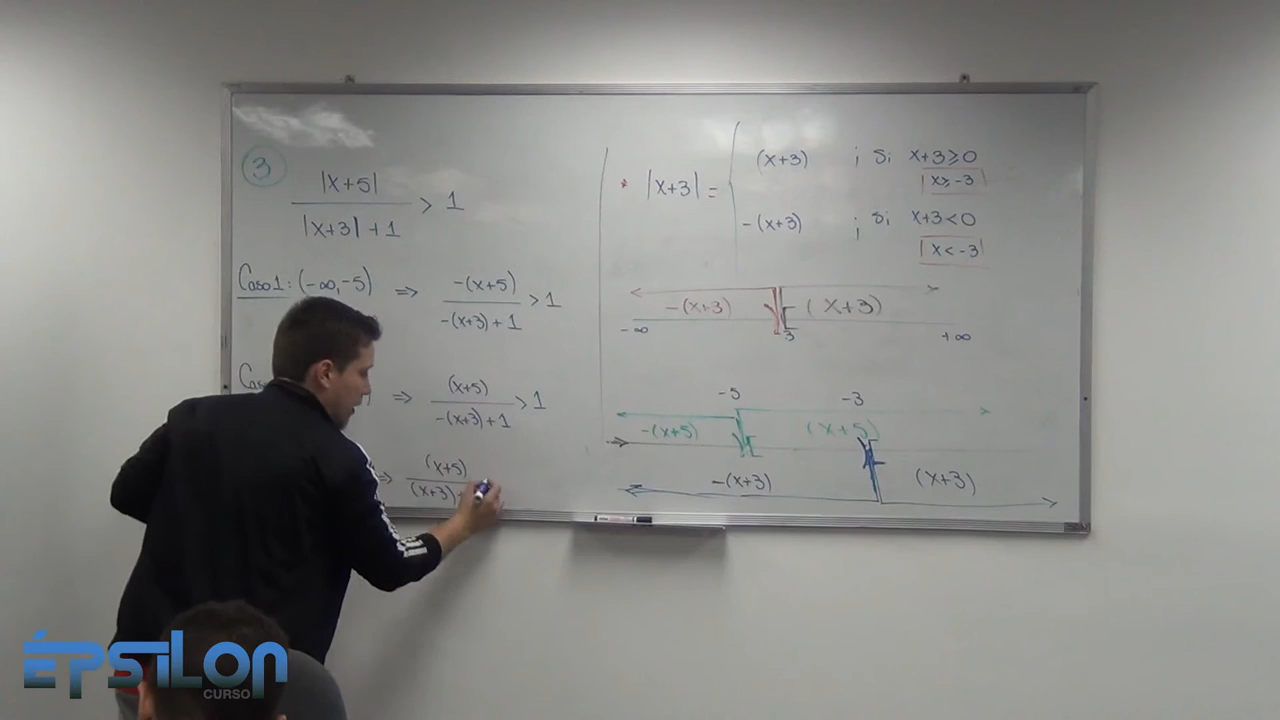 3
|x+5|
|x+3| + 1
> 1
Caso 1: (-∞,-5) ⇒ -(x+5)
-(x+3) + 1
> 1
⇒ (x+5)
-(x+3) + 1
> 1
⇒ (x+5)
(x+3)
* |x+3| =
(x+3) ; Si x+3 ≥ 0
x ≥ -3
-(x+3) ; Si x+3 < 0
x < -3
-(x+3) (x+3)
-∞ -3 +∞
-5 -3
-(x+5) (x+5)
-(x+3) (x+3)
ÉPSILON
CURSO